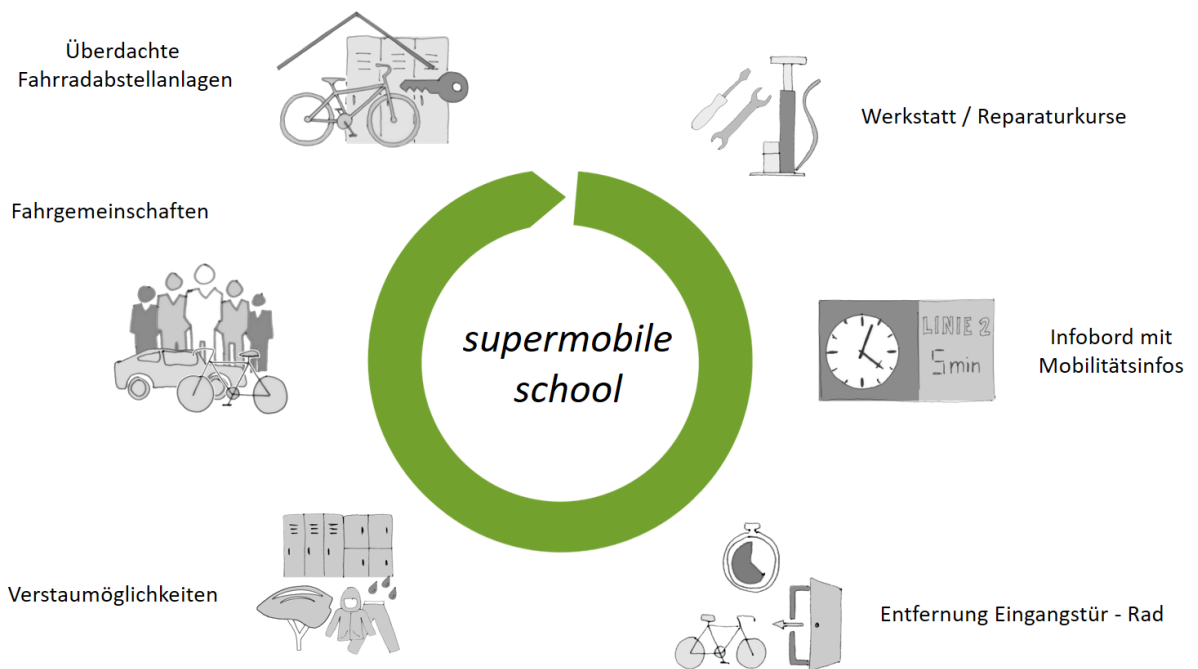 Überdachte
Fahrradabstellanlagen
Werkstatt / Reparaturkurse
Fahrgemeinschaften
supermobile
school
LINIE 2
5min
Infobord mit
Mobilitätsinfos
Verstaumöglichkeiten
Entfernung Eingangstür - Rad